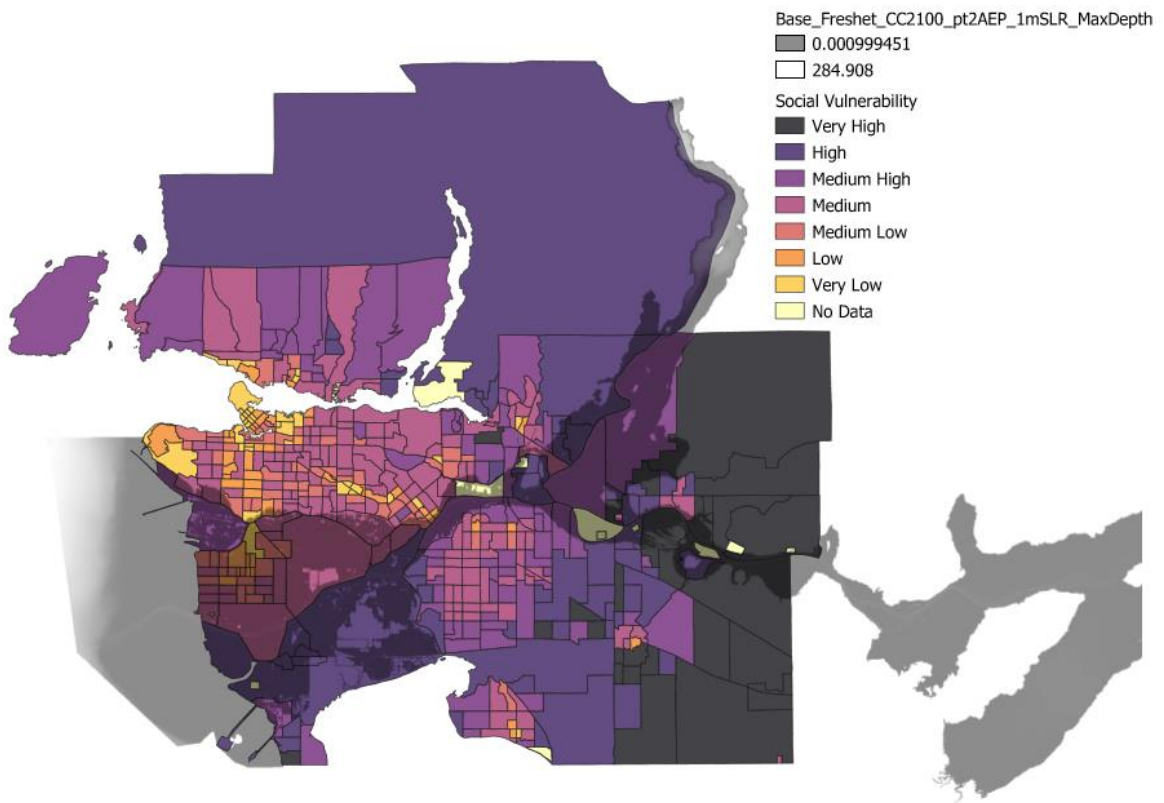 Base_Freshet_CC2100_pt2AEP_1mSLR_MaxDepth
0.000999451
284.908
Social Vulnerability
Very High
High
Medium High
Medium
Medium Low
Low
Very Low
No Data